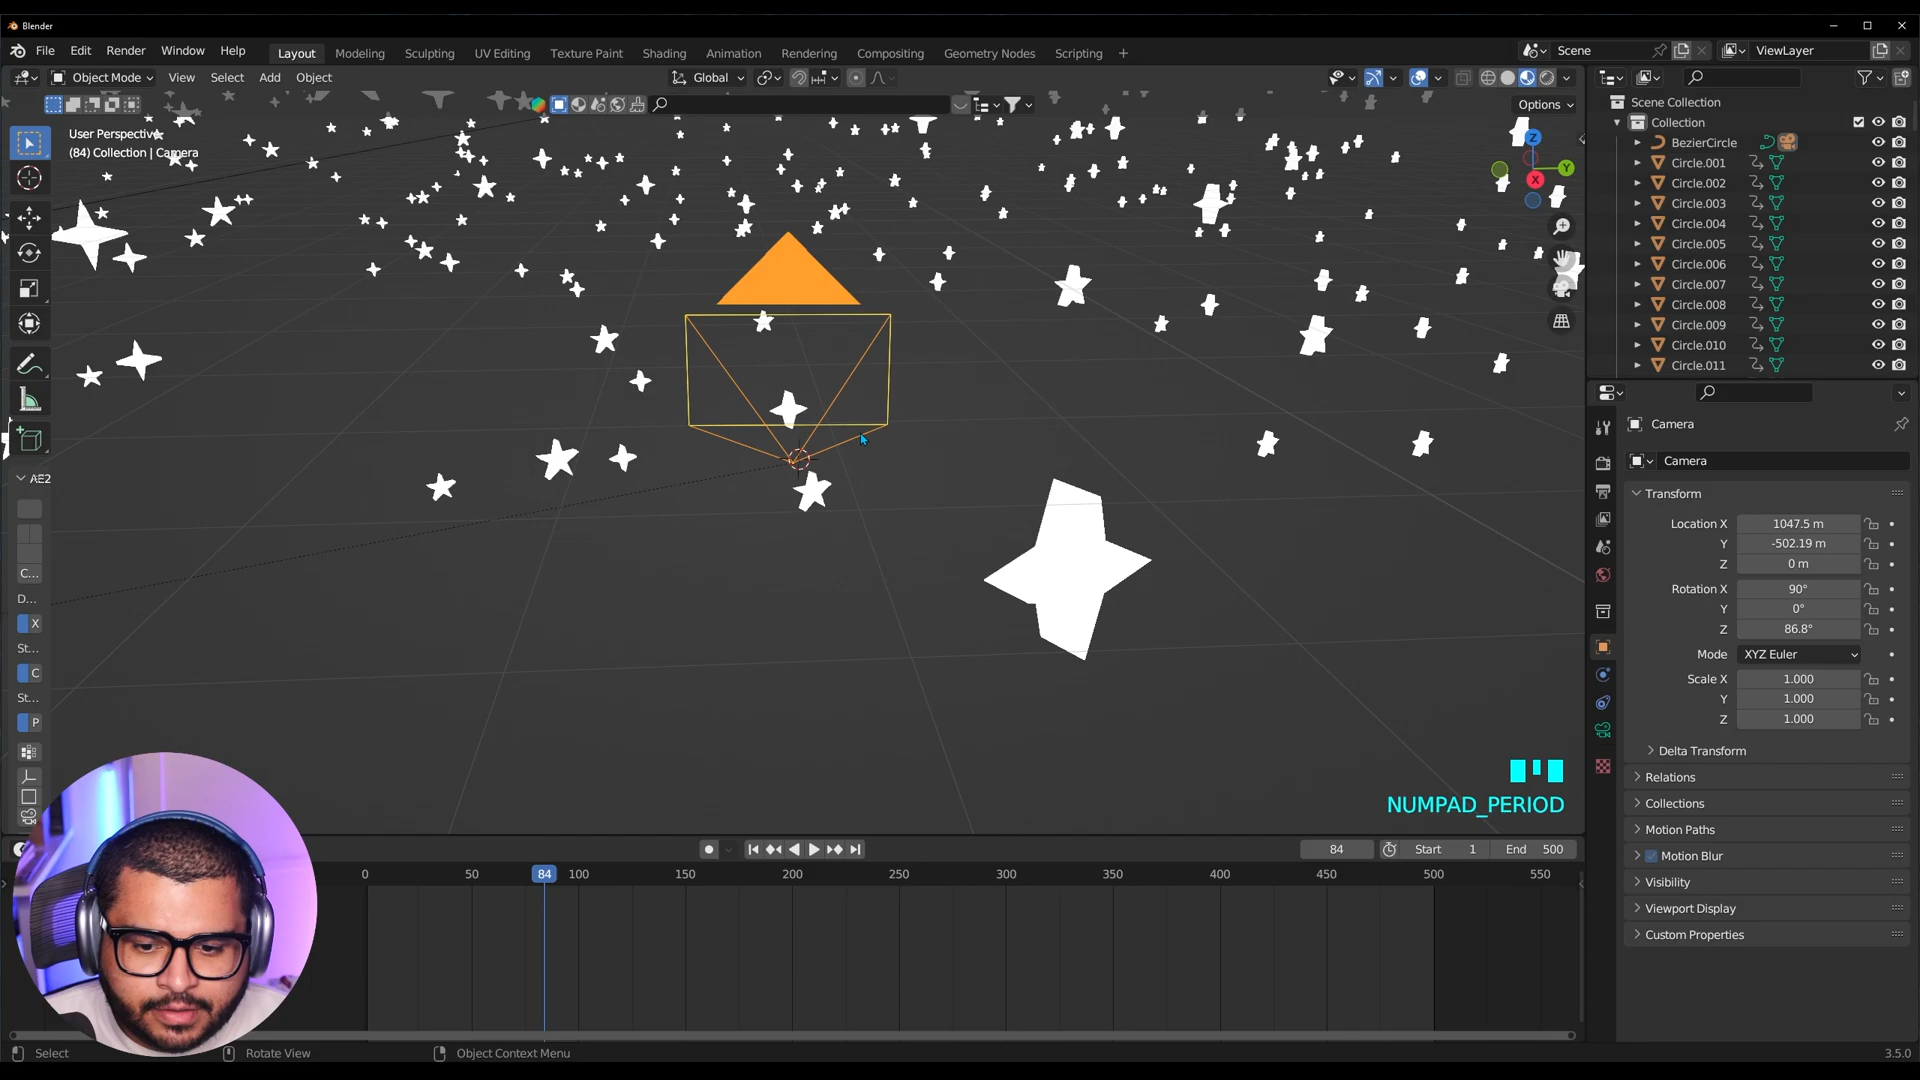 Blender
File Edit Render Window Help Layout Modeling Sculpting UV Editing Texture Paint Shading Animation Rendering Compositing Geometry Nodes Scripting + Scene ViewLayer
Object Mode View Select Add Object Global
Options
User Perspective
(84) Collection | Camera
Z
Y
X
AE2
C...
D...
X
St...
C
St...
P
NUMPAD_PERIOD
Scene Collection
Collection
BezierCircle
Circle.001
Circle.002
Circle.003
Circle.004
Circle.005
Circle.006
Circle.007
Circle.008
Circle.009
Circle.010
Circle.011
Camera
Camera
Transform
Location X 1047.5 m
Y -502.19 m
Z 0 m
Rotation X 90°
Y 0°
Z 86.8°
Mode XYZ Euler
Scale X 1.000
Y 1.000
Z 1.000
Delta Transform
Relations
Collections
Motion Paths
Motion Blur
Visibility
Viewport Display
Custom Properties
84 Start 1 End 500
0 50 84 100 150 200 250 300 350 400 450 500 550
Select Rotate View Object Context Menu 3.5.0